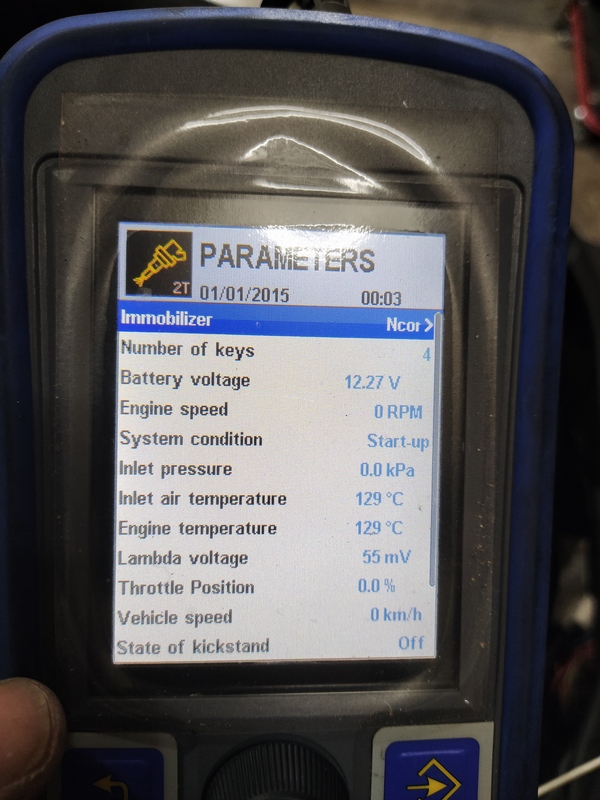 PARAMETERS
2T 01/01/2015 00:03
Immobilizer Ncor
Number of keys 4
Battery voltage 12.27 V
Engine speed 0 RPM
System condition Start-up
Inlet pressure 0.0 kPa
Inlet air temperature 129 °C
Engine temperature 129 °C
Lambda voltage 55 mV
Throttle Position 0.0 %
Vehicle speed 0 km/h
State of kickstand Off